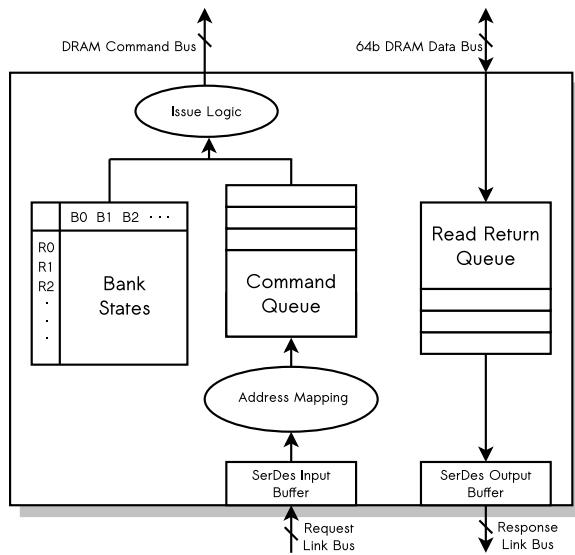 DRAM Command Bus
64b DRAM Data Bus
Issue Logic
B0 B1 B2 · · ·
R0
R1
R2
·
·
·
Bank
States
Command
Queue
Read Return
Queue
Address Mapping
SerDes Input
Buffer
SerDes Output
Buffer
Request
Link Bus
Response
Link Bus